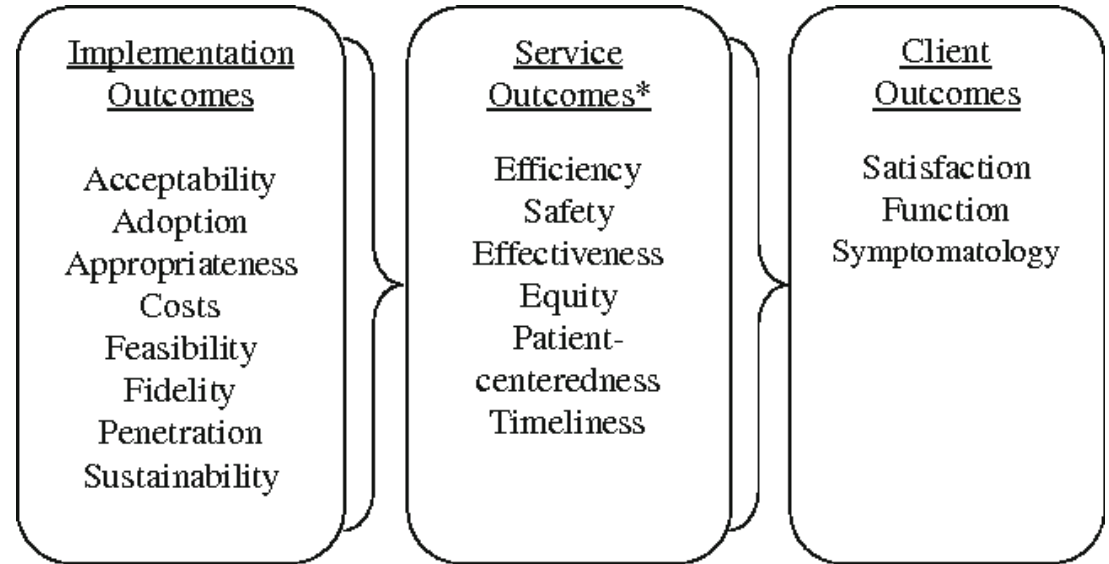 Implementation
Outcomes
Acceptability
Adoption
Appropriateness
Costs
Feasibility
Fidelity
Penetration
Sustainability
Service
Outcomes*
Efficiency
Safety
Effectiveness
Equity
Patient-
centeredness
Timeliness
Client
Outcomes
Satisfaction
Function
Symptomatology